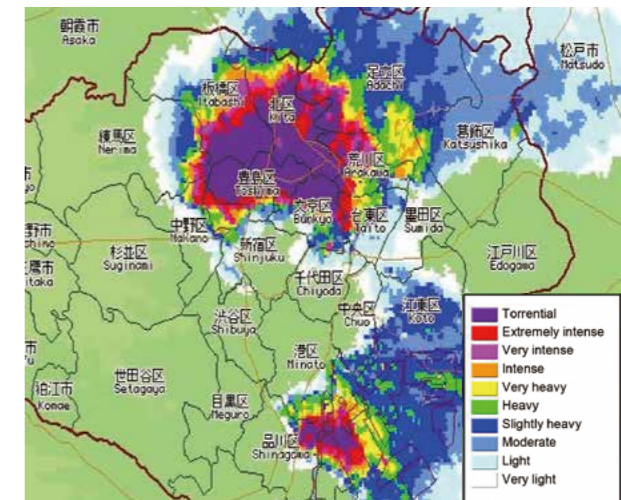 朝霞市
Asaka
松戸市
Matsudo
足立区
Adachi
板橋区
Itabashi
北区
Kita
葛飾区
Katsushika
練馬区
Nerima
荒川区
Arakawa
豊島区
Toshima
文京区
Bunkyo
台東区
Taito
墨田区
Sumida
中野区
Nakano
新宿区
Shinjuku
杉並区
Suginami
江戸川区
Edogawa
千代田区
Chiyoda
中央区
Chuo
江東区
Koto
渋谷区
Shibuya
港区
Minato
世田谷区
Setagaya
目黒区
Meguro
狛江市
Komae
品川区
Shinagawa
Torrential
Extremely intense
Very intense
Intense
Very heavy
Heavy
Slightly heavy
Moderate
Light
Very light